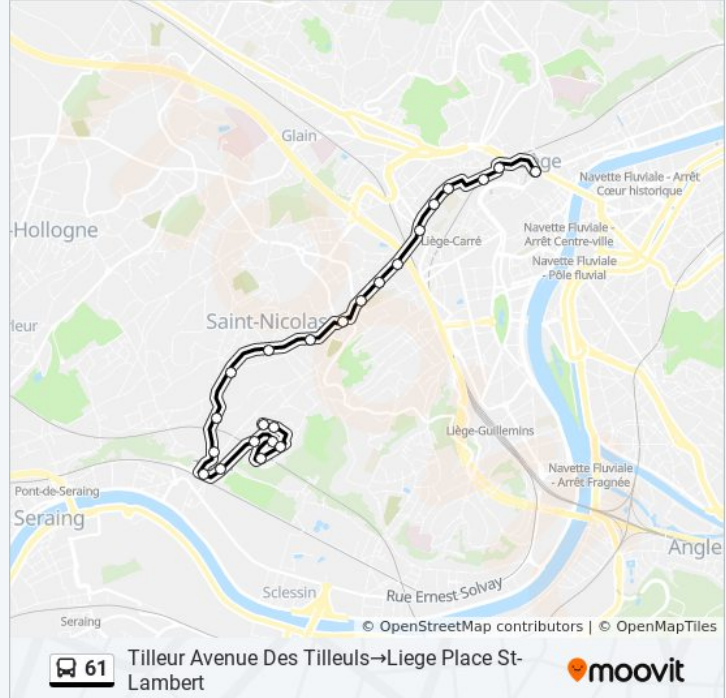 Glain
ège
Navette Fluviale - Arrêt
Cœur historique
-Hollogne
Navette Fluviale -
Arrêt Centre-ville
Liège-Carré
Navette Fluviale
- Pôle fluvial
leur
Saint-Nicolas
Liège-Guillemins
Navette Fluviale
- Arrêt Fragnée
Pont-de-Seraing
Seraing
Angle
Sclessin
Rue Ernest Solvay
Seraing
© OpenStreetMap contributors | © OpenMapTiles
61
Tilleur Avenue Des Tilleuls→Liege Place St-
Lambert
moovit